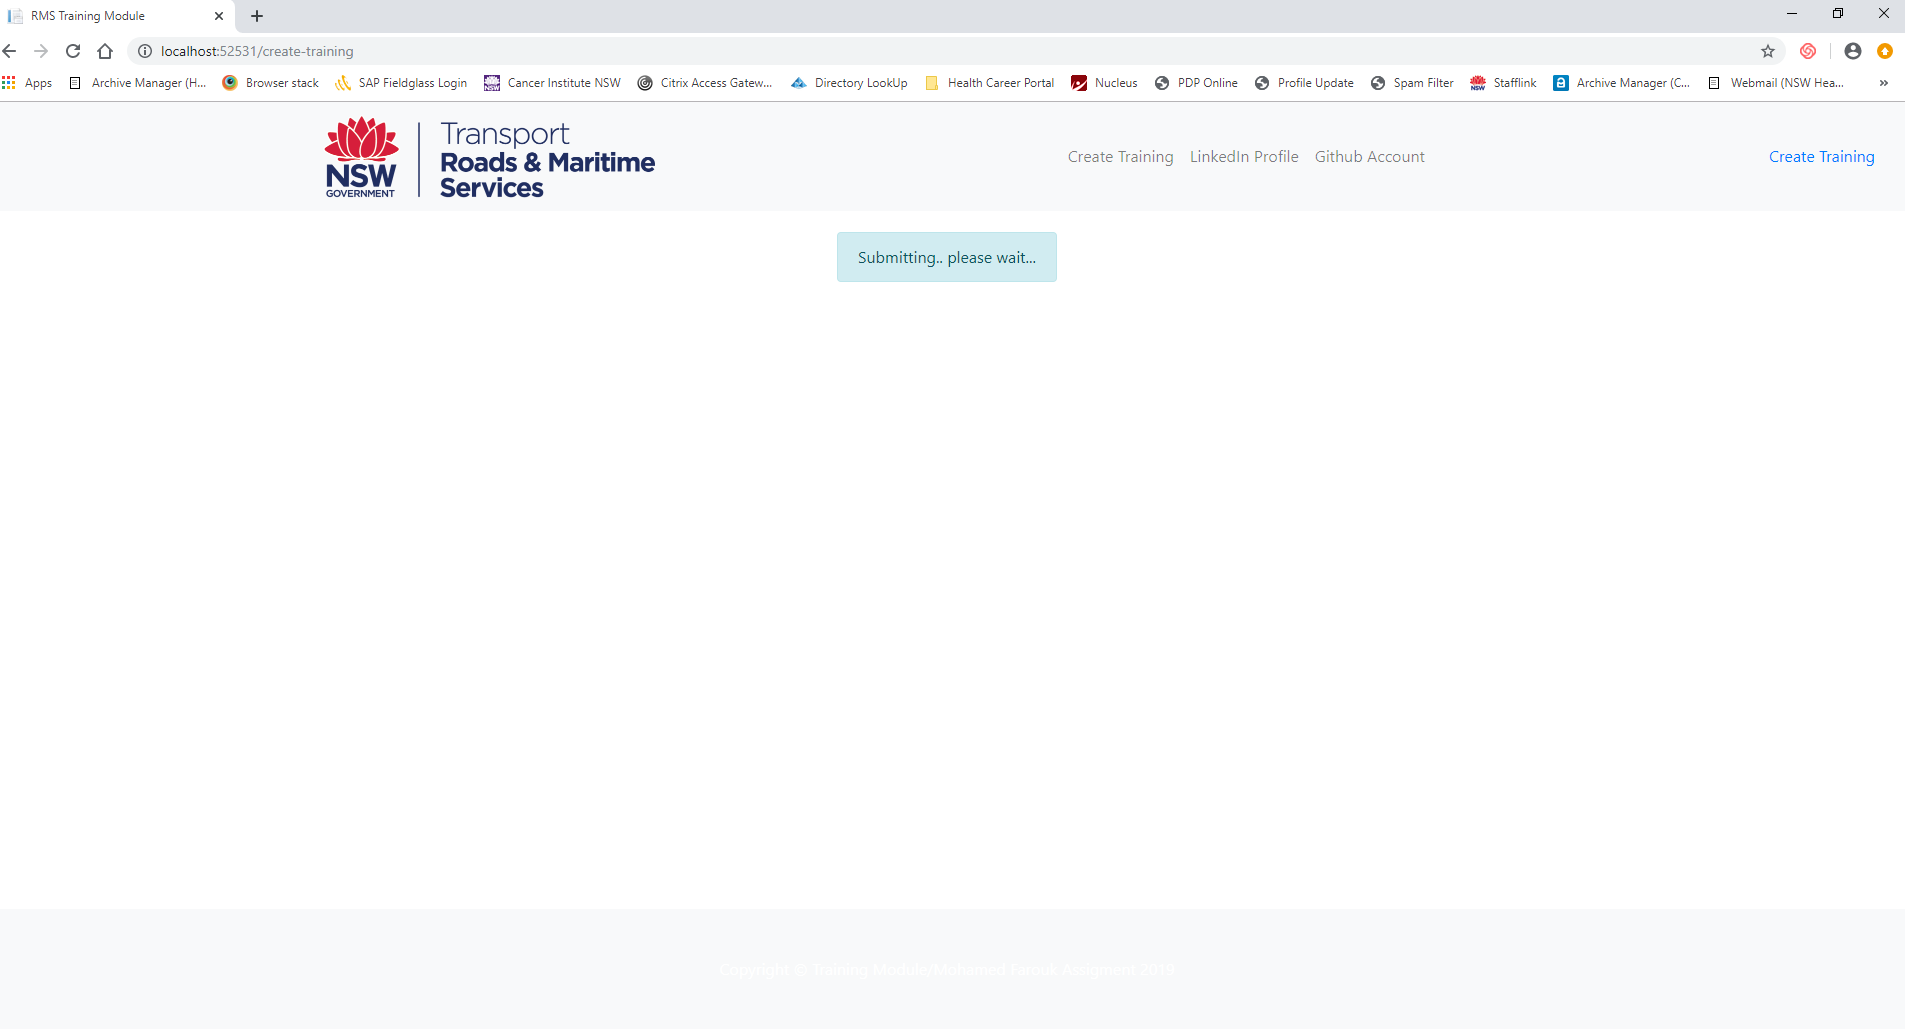 RMS Training Module
localhost:52531/create-training
Apps Archive Manager (H... Browser stack SAP Fieldglass Login Cancer Institute NSW Citrix Access Gatew... Directory LookUp Health Career Portal Nucleus PDP Online Profile Update Spam Filter Stafflink Archive Manager (C... Webmail (NSW Hea... »
NSW
GOVERNMENT
Transport
Roads & Maritime
Services
Create Training LinkedIn Profile Github Account Create Training
Submitting.. please wait...
Copyright © Training Module/Mohamed Farouk Assigment 2019